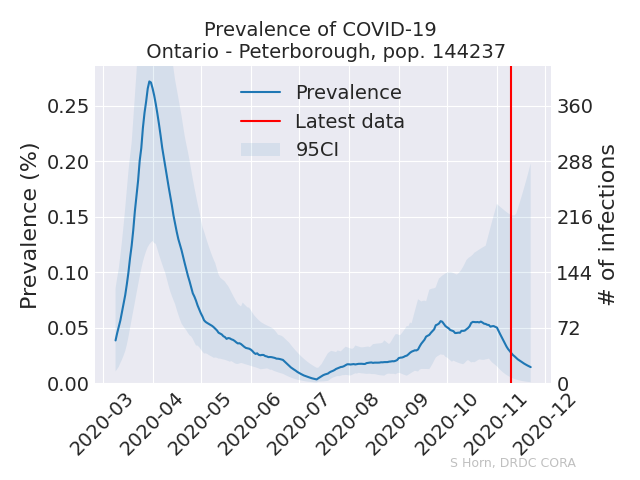 Prevalence of COVID-19
Ontario - Peterborough, pop. 144237
Prevalence
Latest data
95CI
Prevalence (%)
0.25
0.20
0.15
0.10
0.05
0.00
360
288
216
144
72
0
# of infections
2020-03
2020-04
2020-05
2020-06
2020-07
2020-08
2020-09
2020-10
2020-11
2020-12
S Horn, DRDC CORA